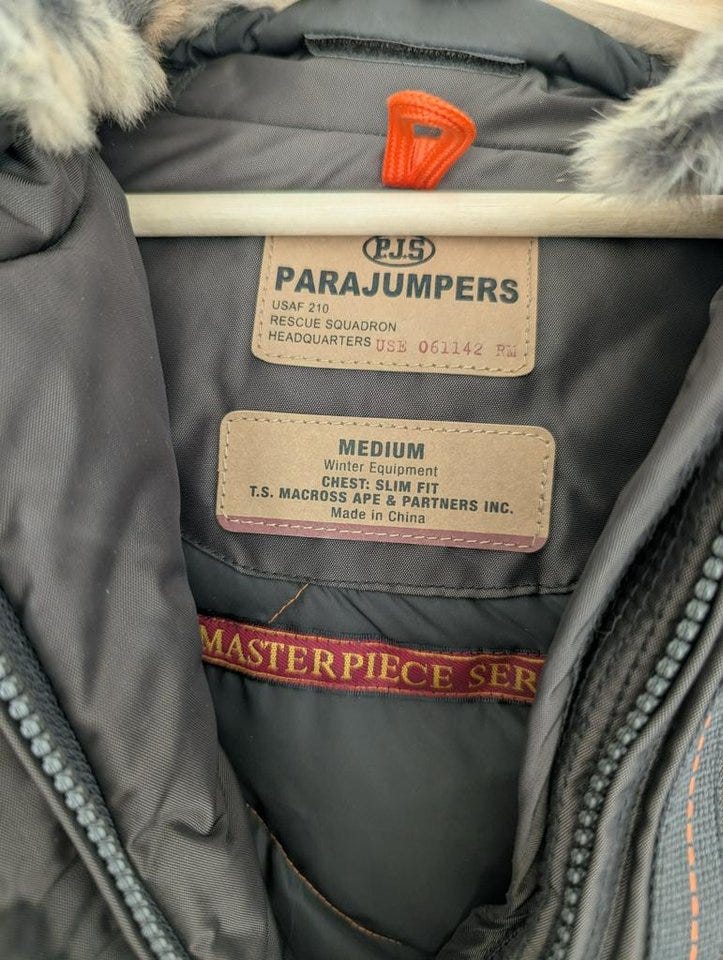 P.J.S
PARAJUMPERS
USAF 210
RESCUE SQUADRON
HEADQUARTERS USE 061142 RM
MEDIUM
Winter Equipment
CHEST: SLIM FIT
T.S. MACROSS APE & PARTNERS INC.
Made in China
MASTERPIECE SER